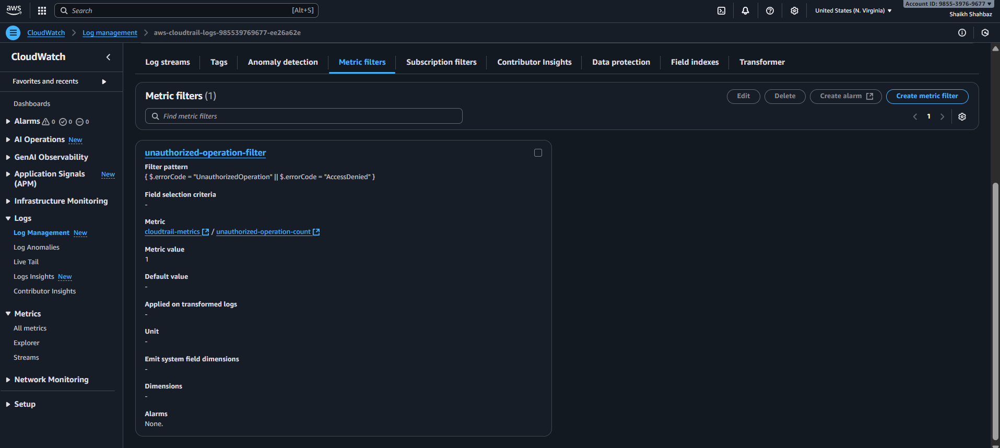 aws
Search [Alt+S]
United States (N. Virginia)
Account ID: 9855-3976-9677
Shaikh Shahbaz
CloudWatch > Log management > aws-cloudtrail-logs-985539769677-ee26a62e
CloudWatch
Favorites and recents
Dashboards
Alarms 0 0 0
AI Operations New
GenAI Observability
Application Signals New
(APM)
Infrastructure Monitoring
Logs
Log Management New
Log Anomalies
Live Tail
Logs Insights New
Contributor Insights
Metrics
All metrics
Explorer
Streams
Network Monitoring
Setup
Log streams Tags Anomaly detection Metric filters Subscription filters Contributor Insights Data protection Field indexes Transformer
Metric filters (1)
Edit Delete Create alarm Create metric filter
Find metric filters
1
unauthorized-operation-filter
Filter pattern
{ $.errorCode = "UnauthorizedOperation" || $.errorCode = "AccessDenied" }
Field selection criteria
-
Metric
cloudtrail-metrics / unauthorized-operation-count
Metric value
1
Default value
-
Applied on transformed logs
-
Unit
-
Emit system field dimensions
-
Dimensions
-
Alarms
None.